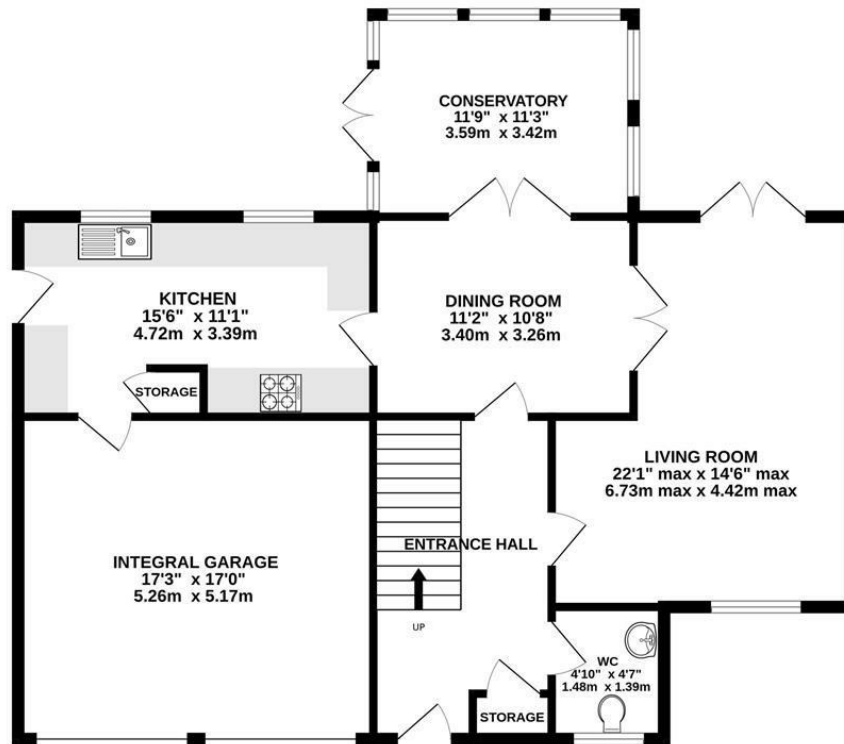 CONSERVATORY
11'9" x 11'3"
3.59m x 3.42m
KITCHEN
15'6" x 11'1"
4.72m x 3.39m
DINING ROOM
11'2" x 10'8"
3.40m x 3.26m
STORAGE
LIVING ROOM
22'1" max x 14'6" max
6.73m max x 4.42m max
INTEGRAL GARAGE
17'3" x 17'0"
5.26m x 5.17m
ENTRANCE HALL
UP
WC
4'10" x 4'7"
1.48m x 1.39m
STORAGE